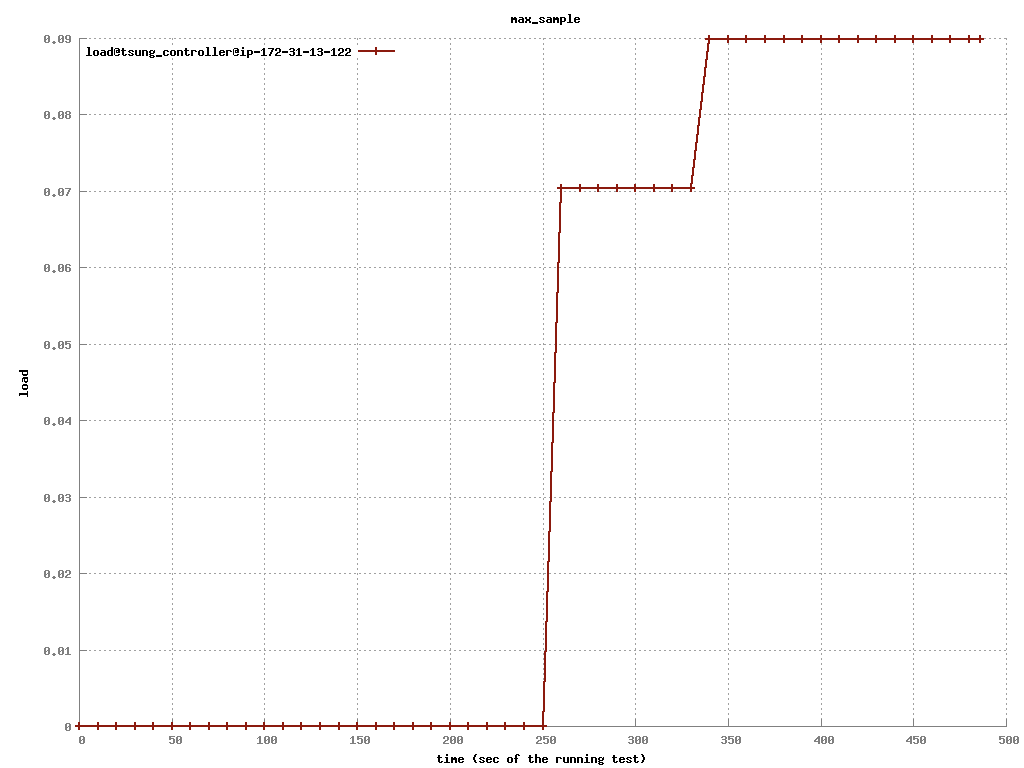 max_sample
load@tsung_controller@ip-172-31-13-122
0.09
0.08
0.07
0.06
0.05
0.04
0.03
0.02
0.01
0
load
0 50 100 150 200 250 300 350 400 450 500
time (sec of the running test)